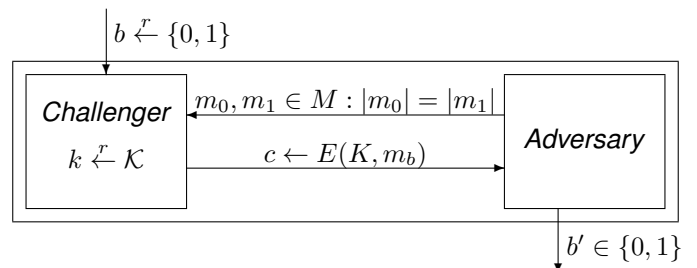 b ←r {0, 1}
Challenger
k ←r 𝒦
m₀, m₁ ∈ M : |m₀| = |m₁|
c ← E(K, m_b)
Adversary
b′ ∈ {0, 1}